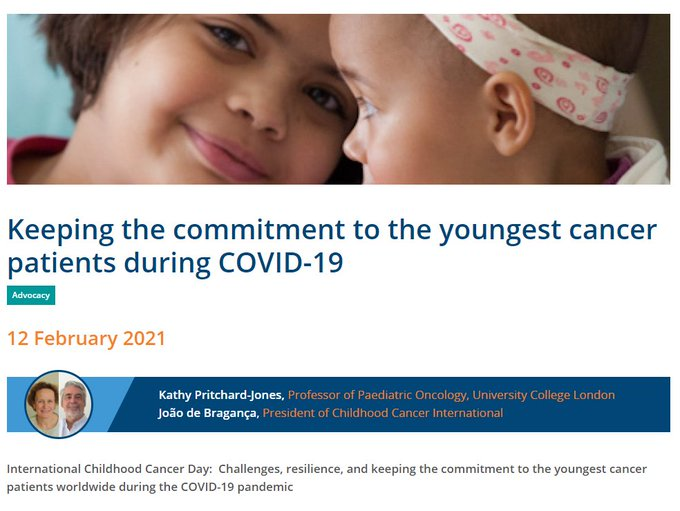 Keeping the commitment to the youngest cancer
patients during COVID-19
Advocacy
12 February 2021
Kathy Pritchard-Jones, Professor of Paediatric Oncology, University College London
João de Bragança, President of Childhood Cancer International
International Childhood Cancer Day:  Challenges, resilience, and keeping the commitment to the youngest cancer
patients worldwide during the COVID-19 pandemic